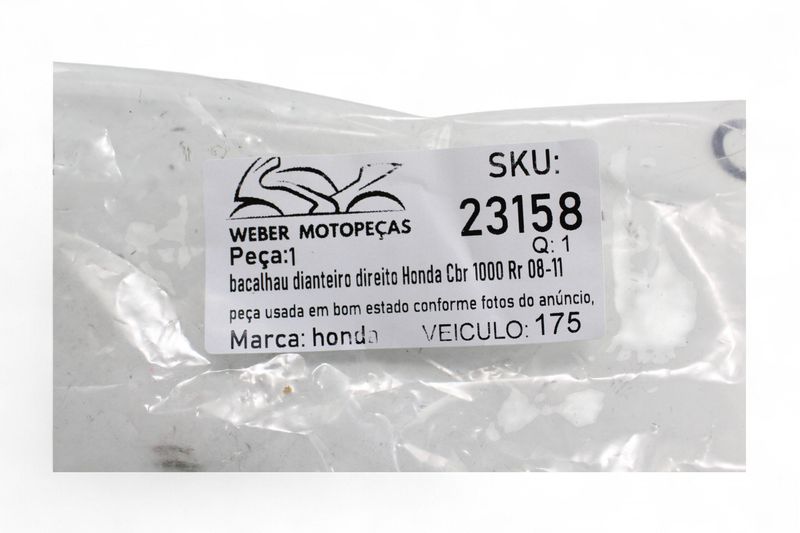 SKU:
23158
WEBER MOTOPEÇAS
Q: 1
Peça:1
bacalhau dianteiro direito Honda Cbr 1000 Rr 08-11
peça usada em bom estado conforme fotos do anúncio,
Marca: honda VEICULO: 175